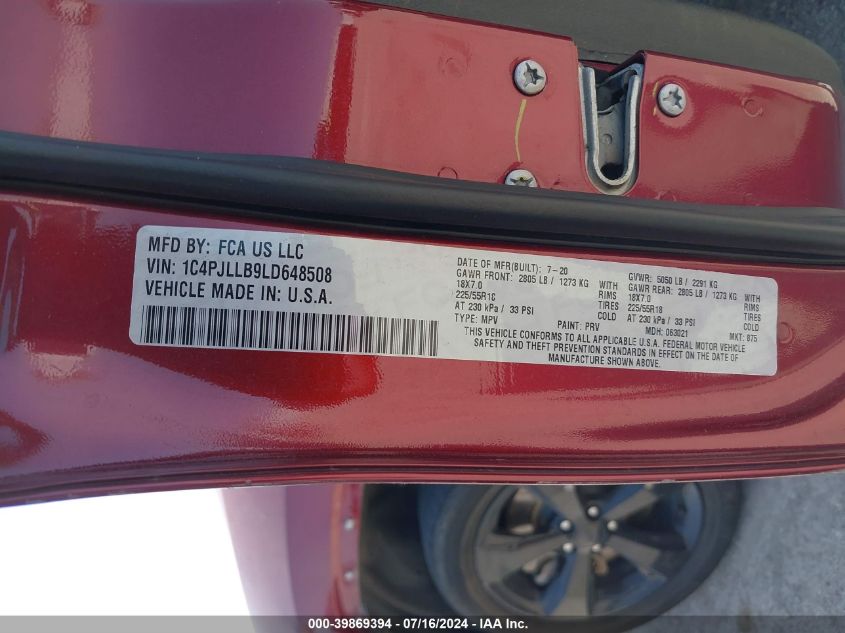 MFD BY: FCA US LLC
VIN: 1C4PJLLB9LD648508
VEHICLE MADE IN: U.S.A.
DATE OF MFR(BUILT): 7-20
GVWR: 5050 LB / 2291 KG
GAWR FRONT: 2805 LB / 1273 KG WITH GAWR REAR: 2805 LB / 1273 KG WITH
18X7.0 RIMS 18X7.0 RIMS
225/55R18 TIRES 225/55R18 TIRES
AT 230 kPa / 33 PSI COLD AT 230 kPa / 33 PSI COLD
TYPE: MPV PAINT: PRV MDH: 063021 MKT: 875
THIS VEHICLE CONFORMS TO ALL APPLICABLE U.S.A. FEDERAL MOTOR VEHICLE
SAFETY AND THEFT PREVENTION STANDARDS IN EFFECT ON THE DATE OF
MANUFACTURE SHOWN ABOVE.
000-39869394 - 07/16/2024 - IAAI - TITLE IMAGE